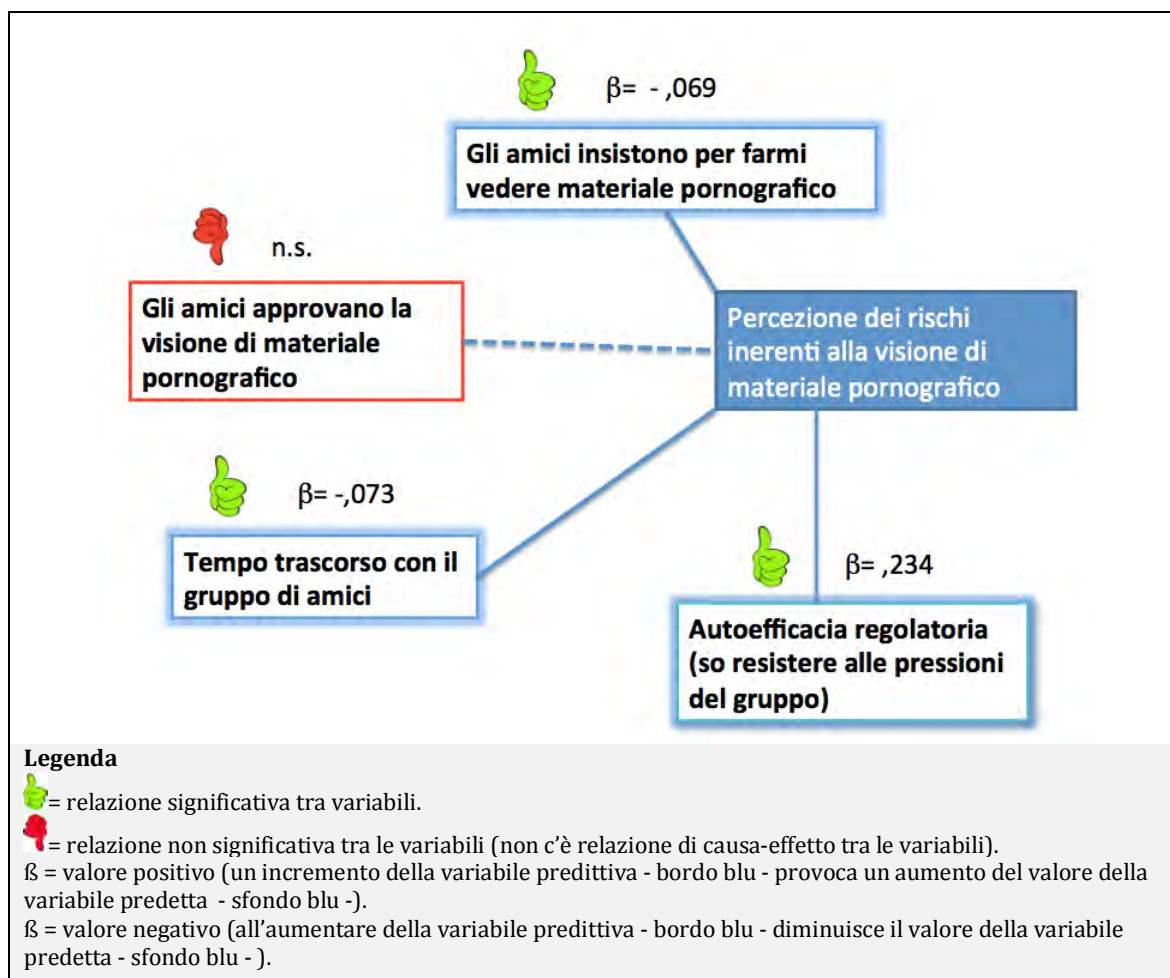 β= - ,069
Gli amici insistono per farmi
vedere materiale pornografico
n.s.
Gli amici approvano la
visione di materiale
pornografico
Percezione dei rischi
inerenti alla visione di
materiale pornografico
β= -,073
Tempo trascorso con il
gruppo di amici
β= ,234
Autoefficacia regolatoria
(so resistere alle pressioni
del gruppo)
Legenda
= relazione significativa tra variabili.
= relazione non significativa tra le variabili (non c’è relazione di causa-effetto tra le variabili).
ß = valore positivo (un incremento della variabile predittiva - bordo blu - provoca un aumento del valore della
variabile predetta - sfondo blu -).
ß = valore negativo (all’aumentare della variabile predittiva - bordo blu - diminuisce il valore della variabile
predetta - sfondo blu - ).